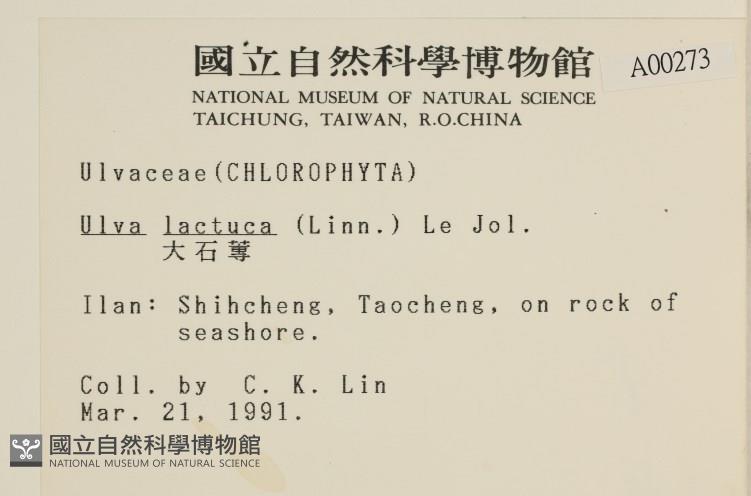 國立自然科學博物館
A00273
NATIONAL MUSEUM OF NATURAL SCIENCE
TAICHUNG, TAIWAN, R.O.CHINA
Ulvaceae(CHLOROPHYTA)
Ulva lactuca (Linn.) Le Jol.
大石蓴
Ilan: Shihcheng, Taocheng, on rock of
seashore.
Coll. by C. K. Lin
Mar. 21, 1991.
國立自然科學博物館
NATIONAL MUSEUM OF NATURAL SCIENCE